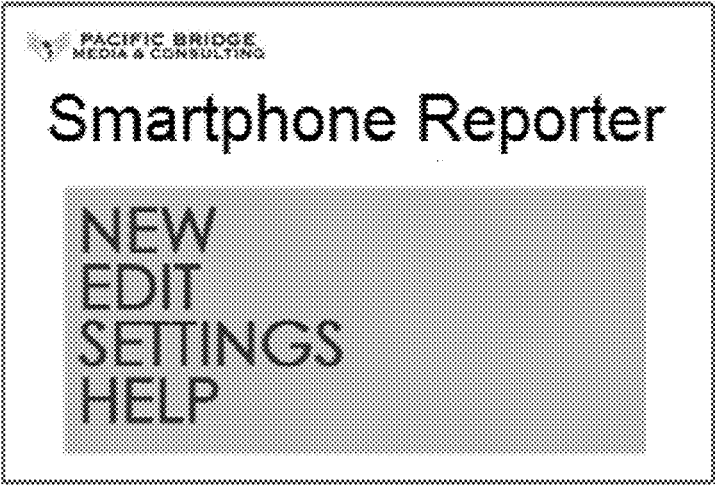 PACIFIC BRIDGE
MEDIA & CONSULTING
Smartphone Reporter
NEW
EDIT
SETTINGS
HELP